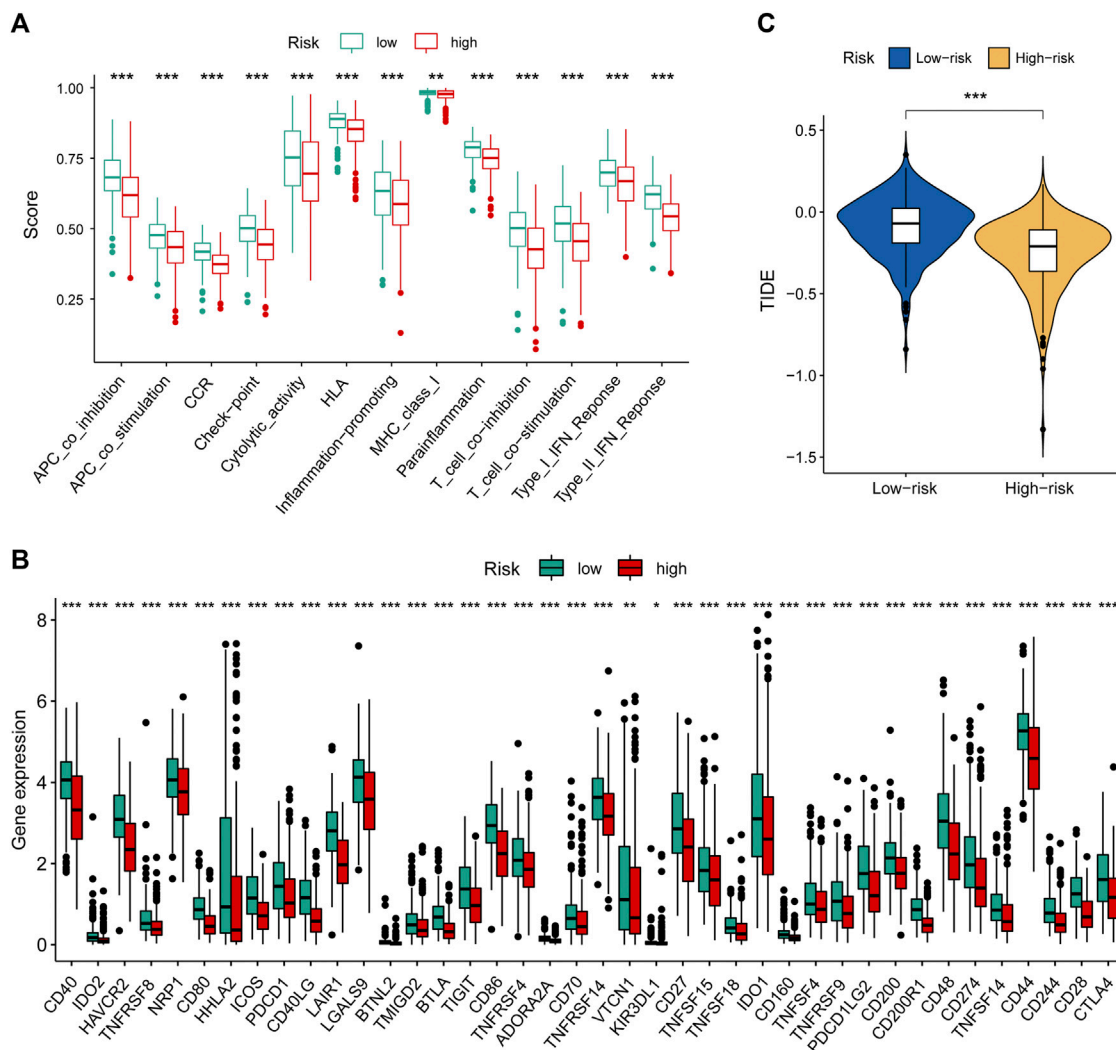 A
Risk low high
*** *** *** *** *** *** *** ** *** *** *** *** ***
1.00
0.75
0.50
0.25
Score
APC_co_inhibition
APC_co_stimulation
CCR
Check-point
Cytolytic_activity
HLA
Inflammation-promoting
MHC_class_I
Parainflammation
T_cell_co-inhibition
T_cell_co-stimulation
Type_I_IFN_Reponse
Type_II_IFN_Reponse
C
Risk Low-risk High-risk
***
0.5
0.0
−0.5
−1.0
−1.5
TIDE
Low-risk High-risk
B
Risk low high
*** *** *** *** *** *** *** *** *** *** *** *** *** *** *** *** *** *** *** *** *** ** * *** *** *** *** *** *** *** *** *** *** *** *** *** *** *** *** ***
8
6
4
2
0
Gene expression
CD40
IDO2
HAVCR2
TNFRSF8
NRP1
CD80
HHLA2
ICOS
PDCD1
CD40LG
LAIR1
LGALS9
BTNL2
TMIGD2
BTLA
TIGIT
CD86
TNFRSF4
ADORA2A
CD70
TNFRSF14
VTCN1
KIR3DL1
CD27
TNFSF15
TNFSF18
IDO1
CD160
TNFSF4
TNFRSF9
PDCD1LG2
CD200
CD200R1
CD48
CD274
TNFSF14
CD44
CD244
CD28
CTLA4